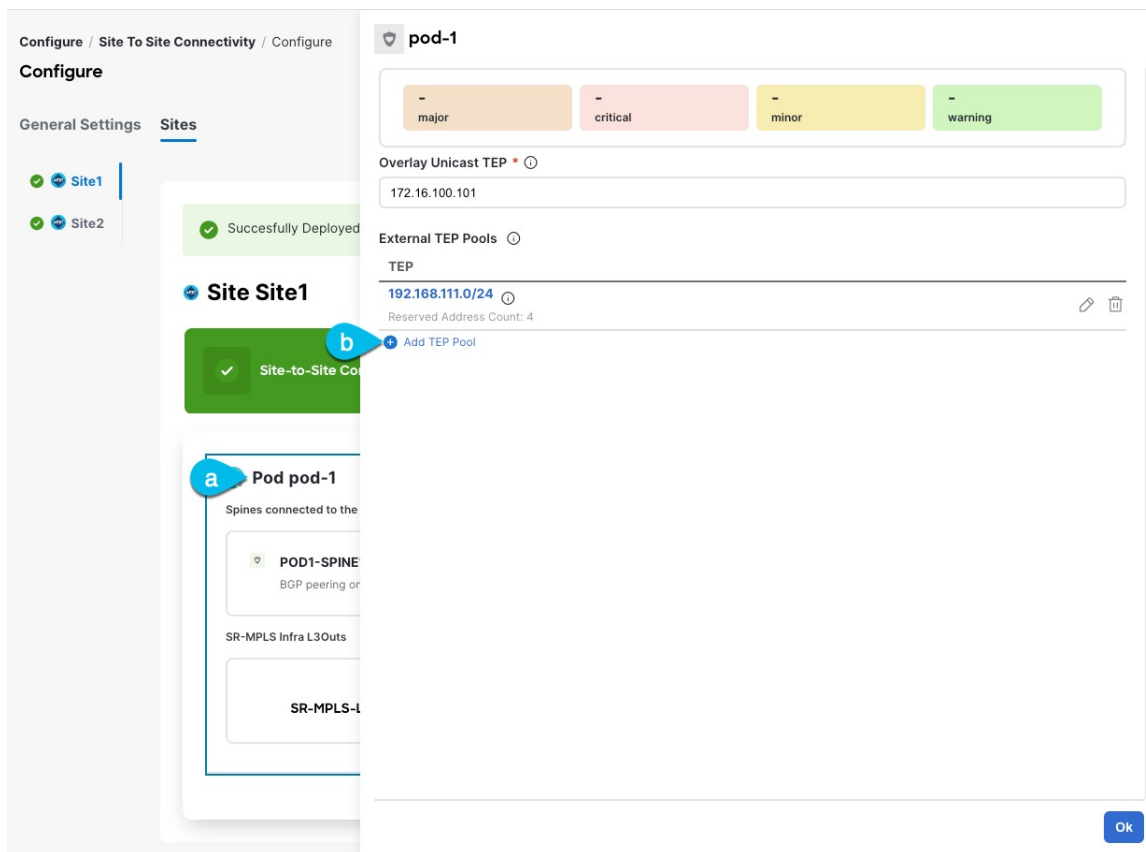 Configure / Site To Site Connectivity / Configure
Configure
General Settings Sites
Site1
Site2
Succesfully Deployed
Site Site1
Site-to-Site Co
a
Pod pod-1
Spines connected to the
POD1-SPINE
BGP peering or
SR-MPLS Infra L3Outs
SR-MPLS-L
pod-1
- - - -
major critical minor warning
Overlay Unicast TEP *
172.16.100.101
External TEP Pools
TEP
192.168.111.0/24
Reserved Address Count: 4
b
Add TEP Pool
Ok